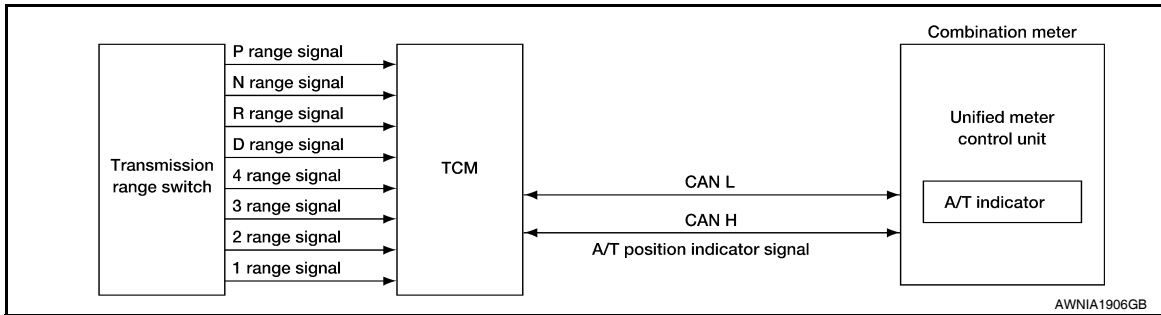 Combination meter
P range signal
N range signal
R range signal
D range signal
4 range signal
3 range signal
2 range signal
1 range signal
Transmission
range switch
TCM
CAN L
CAN H
A/T position indicator signal
Unified meter
control unit
A/T indicator
AWNIA1906GB